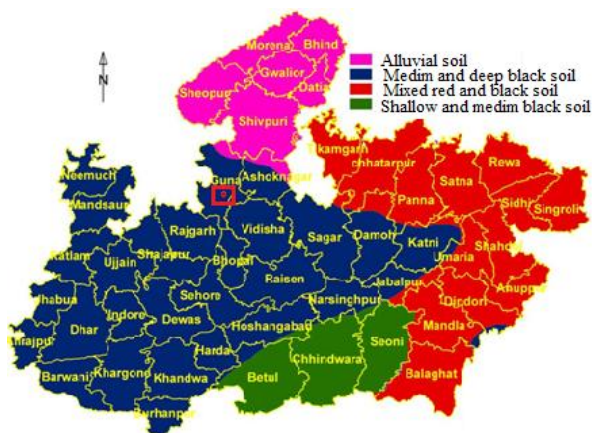 N
Morena
Bhind
Gwalior
Sheopur
Datia
Shivpuri
Alluvial soil
Medim and deep black soil
Mixed red and black soil
Shallow and medim black soil
Tikamgarh
chhatarpur
Rewa
Satna
Panna
Sidhi
Singroli
Neemuch
Mandsaur
Guna
Ashoknagar
Rajgarh
Vidisha
Sagar
Damoh
Katni
Shahdol
Umaria
Ratlam
Ujjain
Shajapur
Bhopal
Raisen
Jabalpur
Anuppur
Dindori
Jhabua
Sehore
Narsinghpur
Indore
Dewas
Mandla
Dhar
Hoshangabad
Seoni
Harda
Chhindwara
Balaghat
Barwani
Khargone
Khandwa
Betul
Burhanpur